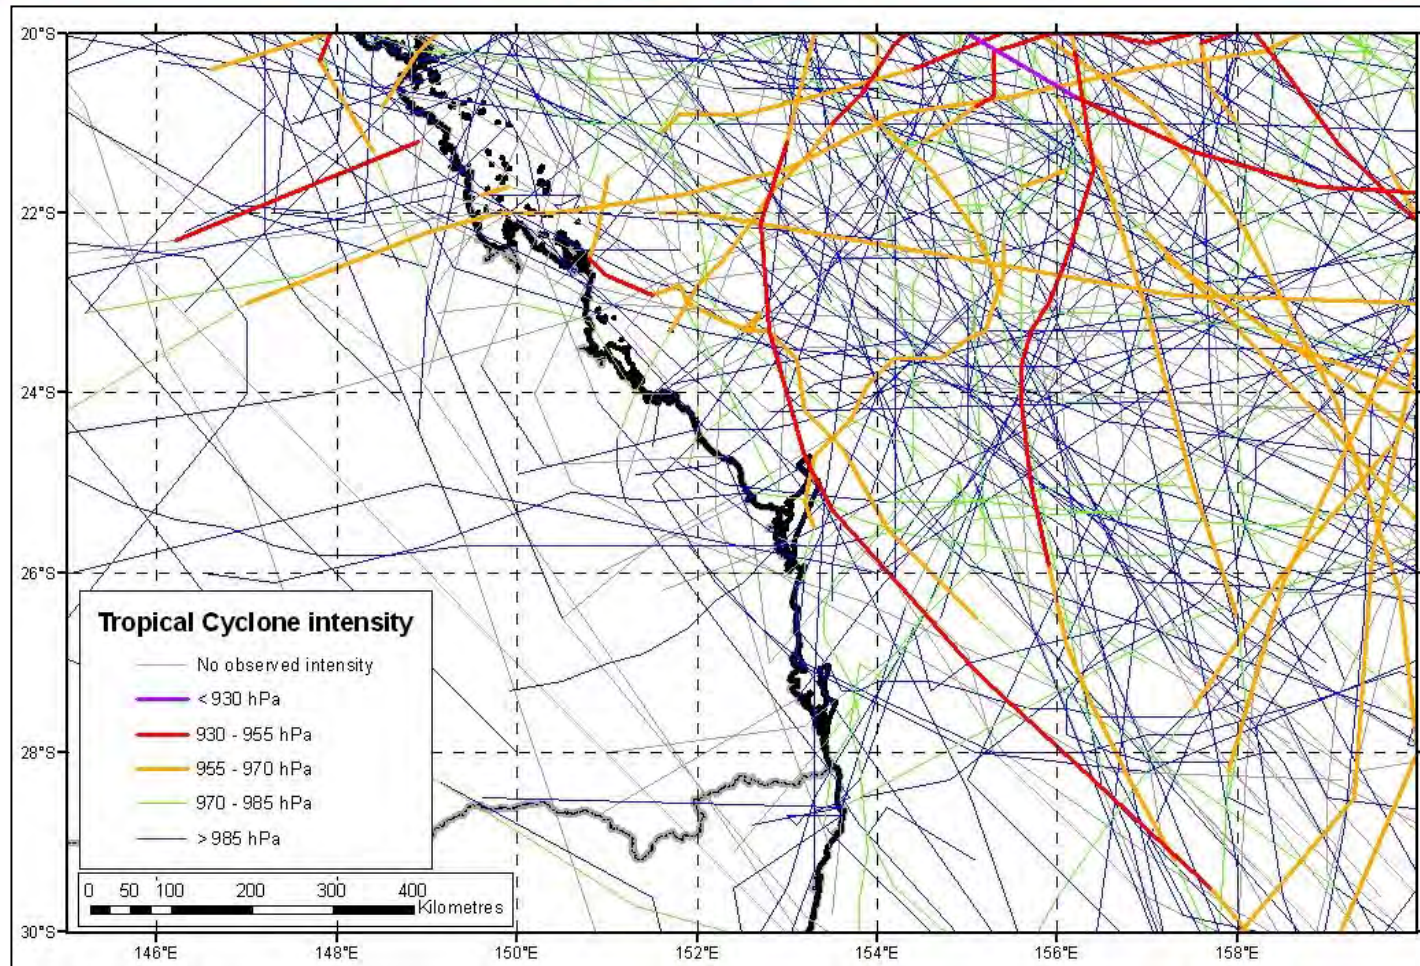 20°S
22°S
24°S
26°S
28°S
30°S
Tropical Cyclone intensity
No observed intensity
< 930 hPa
930 - 955 hPa
955 - 970 hPa
970 - 985 hPa
> 985 hPa
0 50 100 200 300 400
Kilometres
146°E 148°E 150°E 152°E 154°E 156°E 158°E